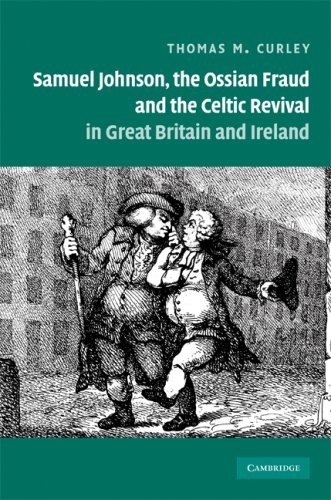 THOMAS M. CURLEY
Samuel Johnson, the Ossian Fraud
and the Celtic Revival
in Great Britain and Ireland
CAMBRIDGE